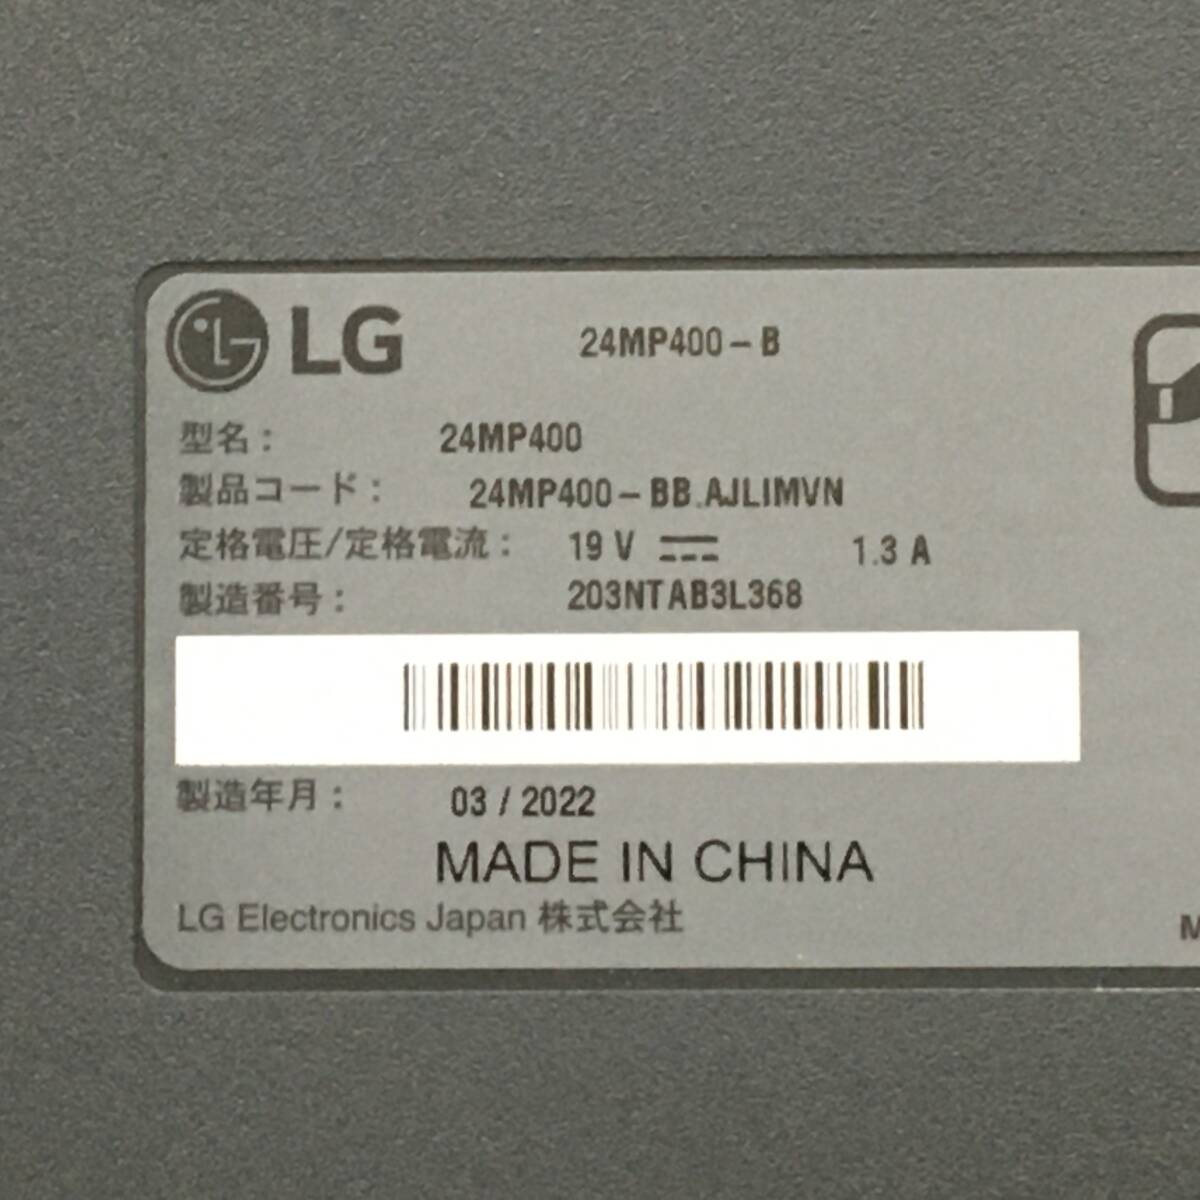 LG 24MP400-B
型名: 24MP400
製品コード: 24MP400-BB.AJLIMVN
定格電圧/定格電流: 19 V ⎓ 1.3 A
製造番号: 203NTAB3L368
製造年月: 03 / 2022
MADE IN CHINA
LG Electronics Japan 株式会社